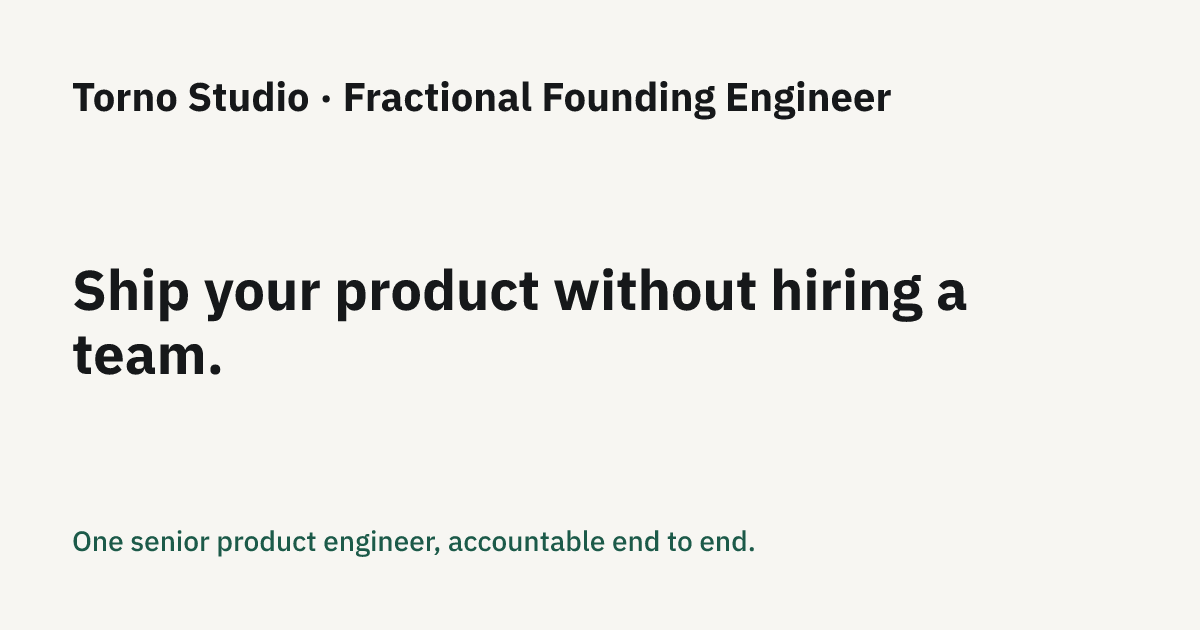 Torno Studio · Fractional Founding Engineer
Ship your product without hiring a
team.
One senior product engineer, accountable end to end.